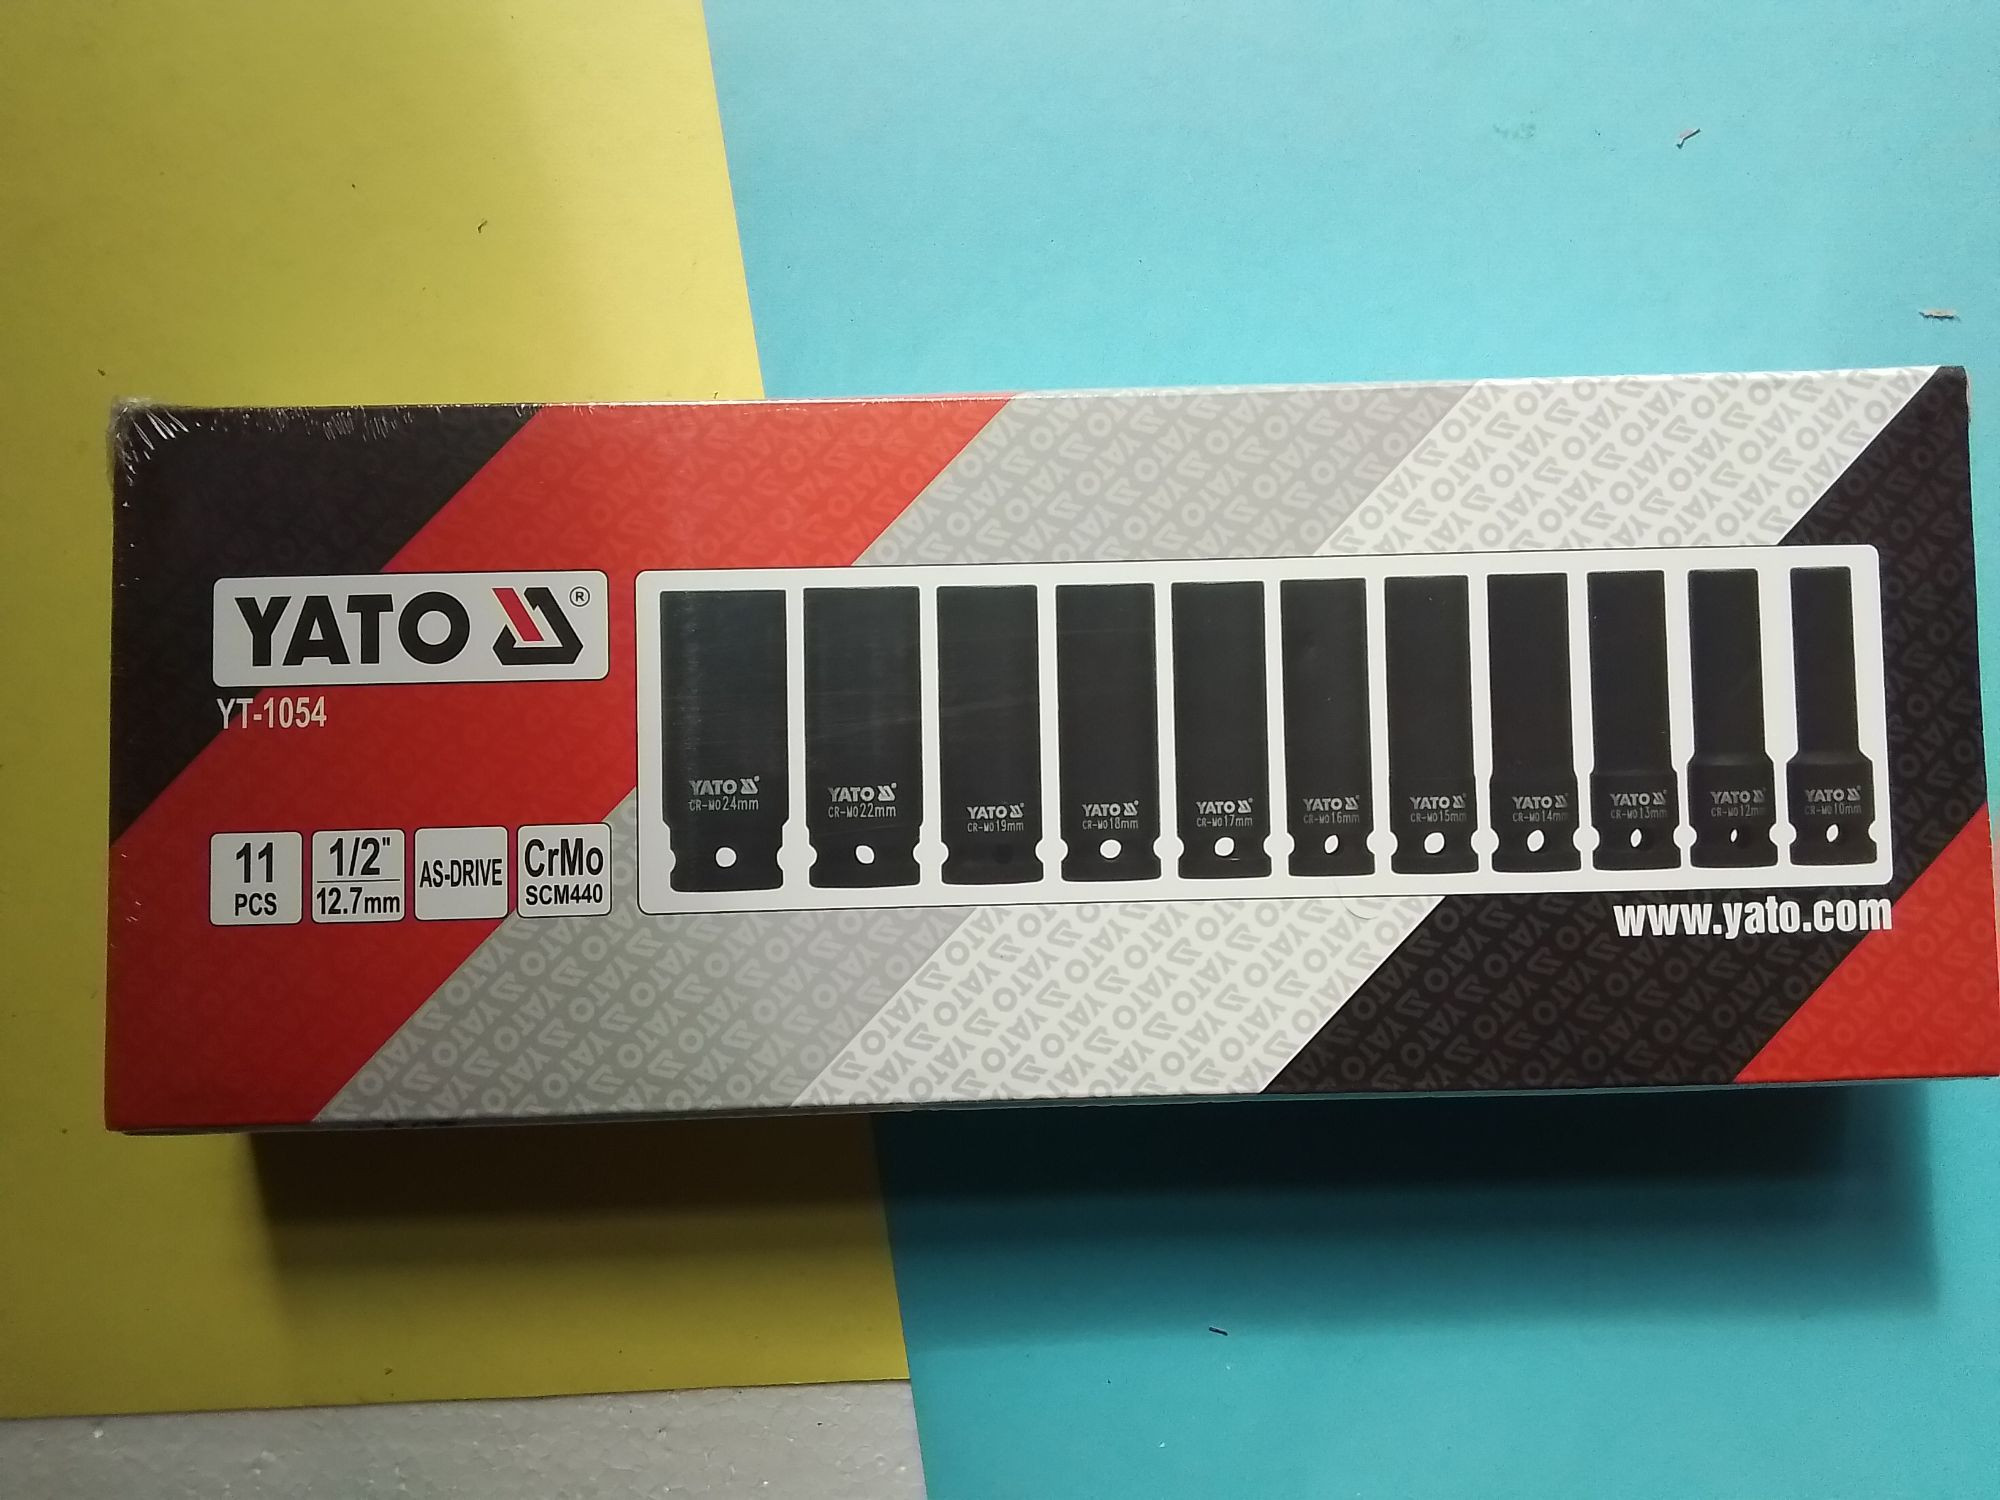 YATO ®
YT-1054
11
PCS
1/2"
12.7mm
AS-DRIVE
CrMo
SCM440
YATO
CR-MO24mm
YATO
CR-MO22mm
YATO
CR-MO19mm
YATO
CR-MO18mm
YATO
CR-MO17mm
YATO
CR-MO16mm
YATO
CR-MO15mm
YATO
CR-MO14mm
YATO
CR-MO13mm
YATO
CR-MO12mm
YATO
CR-MO10mm
www.yato.com